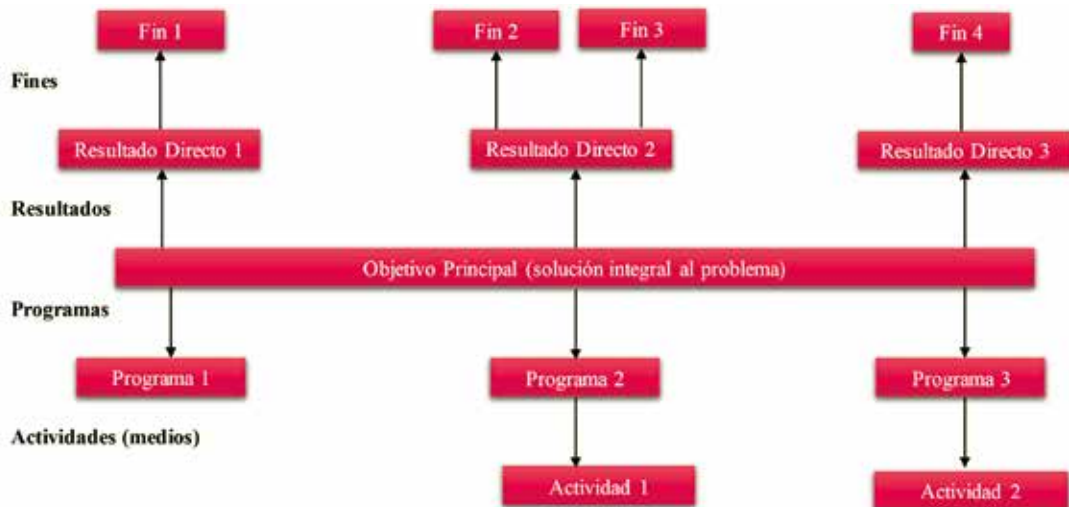 Fin 1
Fin 2
Fin 3
Fin 4
Fines
Resultado Directo 1
Resultado Directo 2
Resultado Directo 3
Resultados
Objetivo Principal (solución integral al problema)
Programas
Programa 1
Programa 2
Programa 3
Actividades (medios)
Actividad 1
Actividad 2